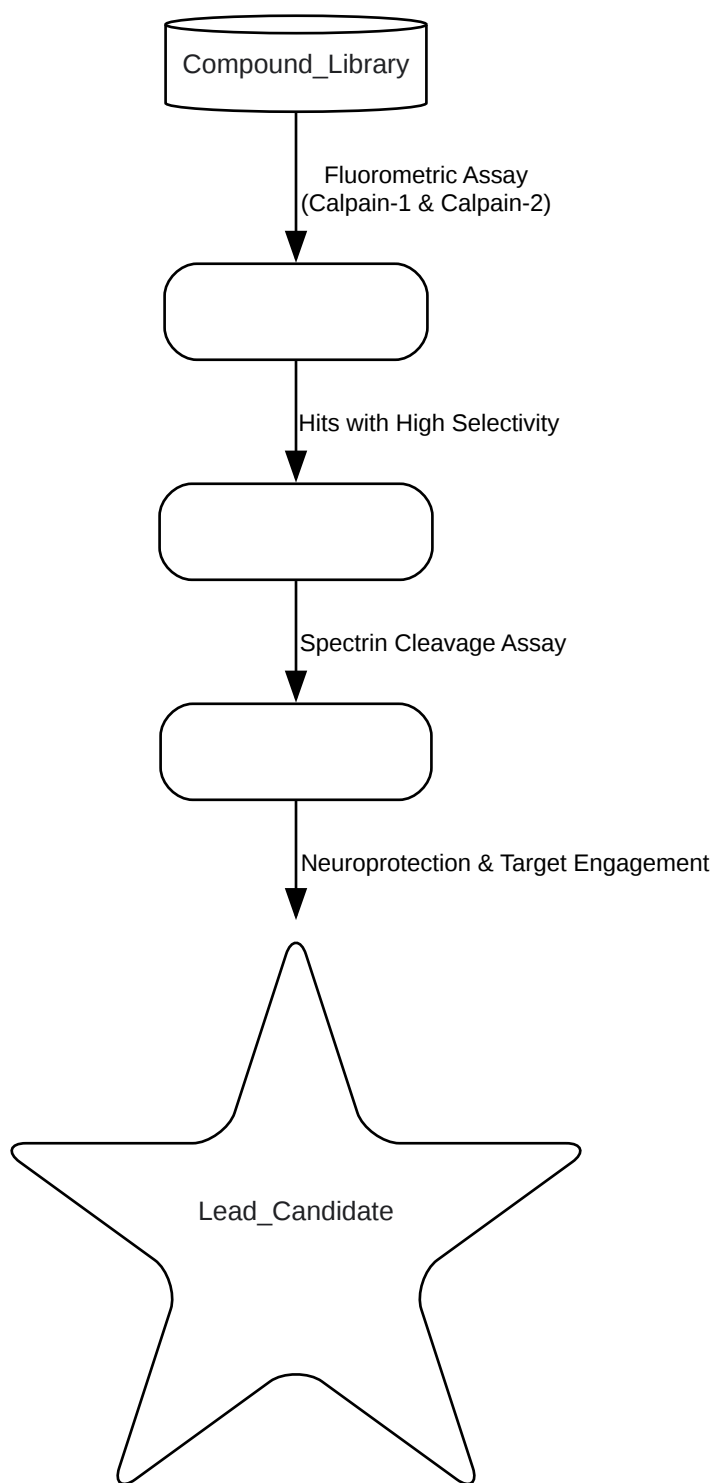 Compound_Library
Fluorometric Assay
(Calpain-1 & Calpain-2)
Hits with High Selectivity
Spectrin Cleavage Assay
Neuroprotection & Target Engagement
Lead_Candidate